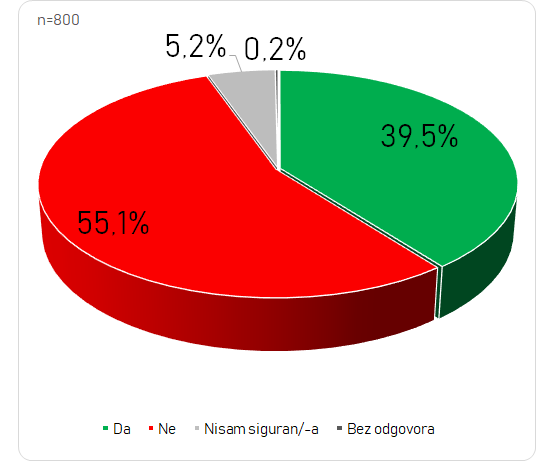 n=800
5,2% 0,2%
39,5%
55,1%
Da Ne Nisam siguran/-a Bez odgovora